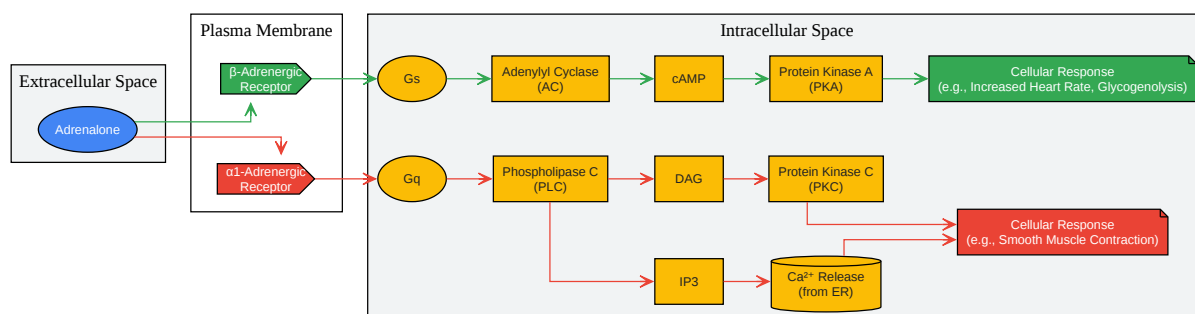 Extracellular Space
Adrenalone
Plasma Membrane
β-Adrenergic
Receptor
α1-Adrenergic
Receptor
Intracellular Space
Gs
Adenylyl Cyclase
(AC)
cAMP
Protein Kinase A
(PKA)
Cellular Response
(e.g., Increased Heart Rate, Glycogenolysis)
Gq
Phospholipase C
(PLC)
DAG
Protein Kinase C
(PKC)
Cellular Response
(e.g., Smooth Muscle Contraction)
IP3
Ca²⁺ Release
(from ER)